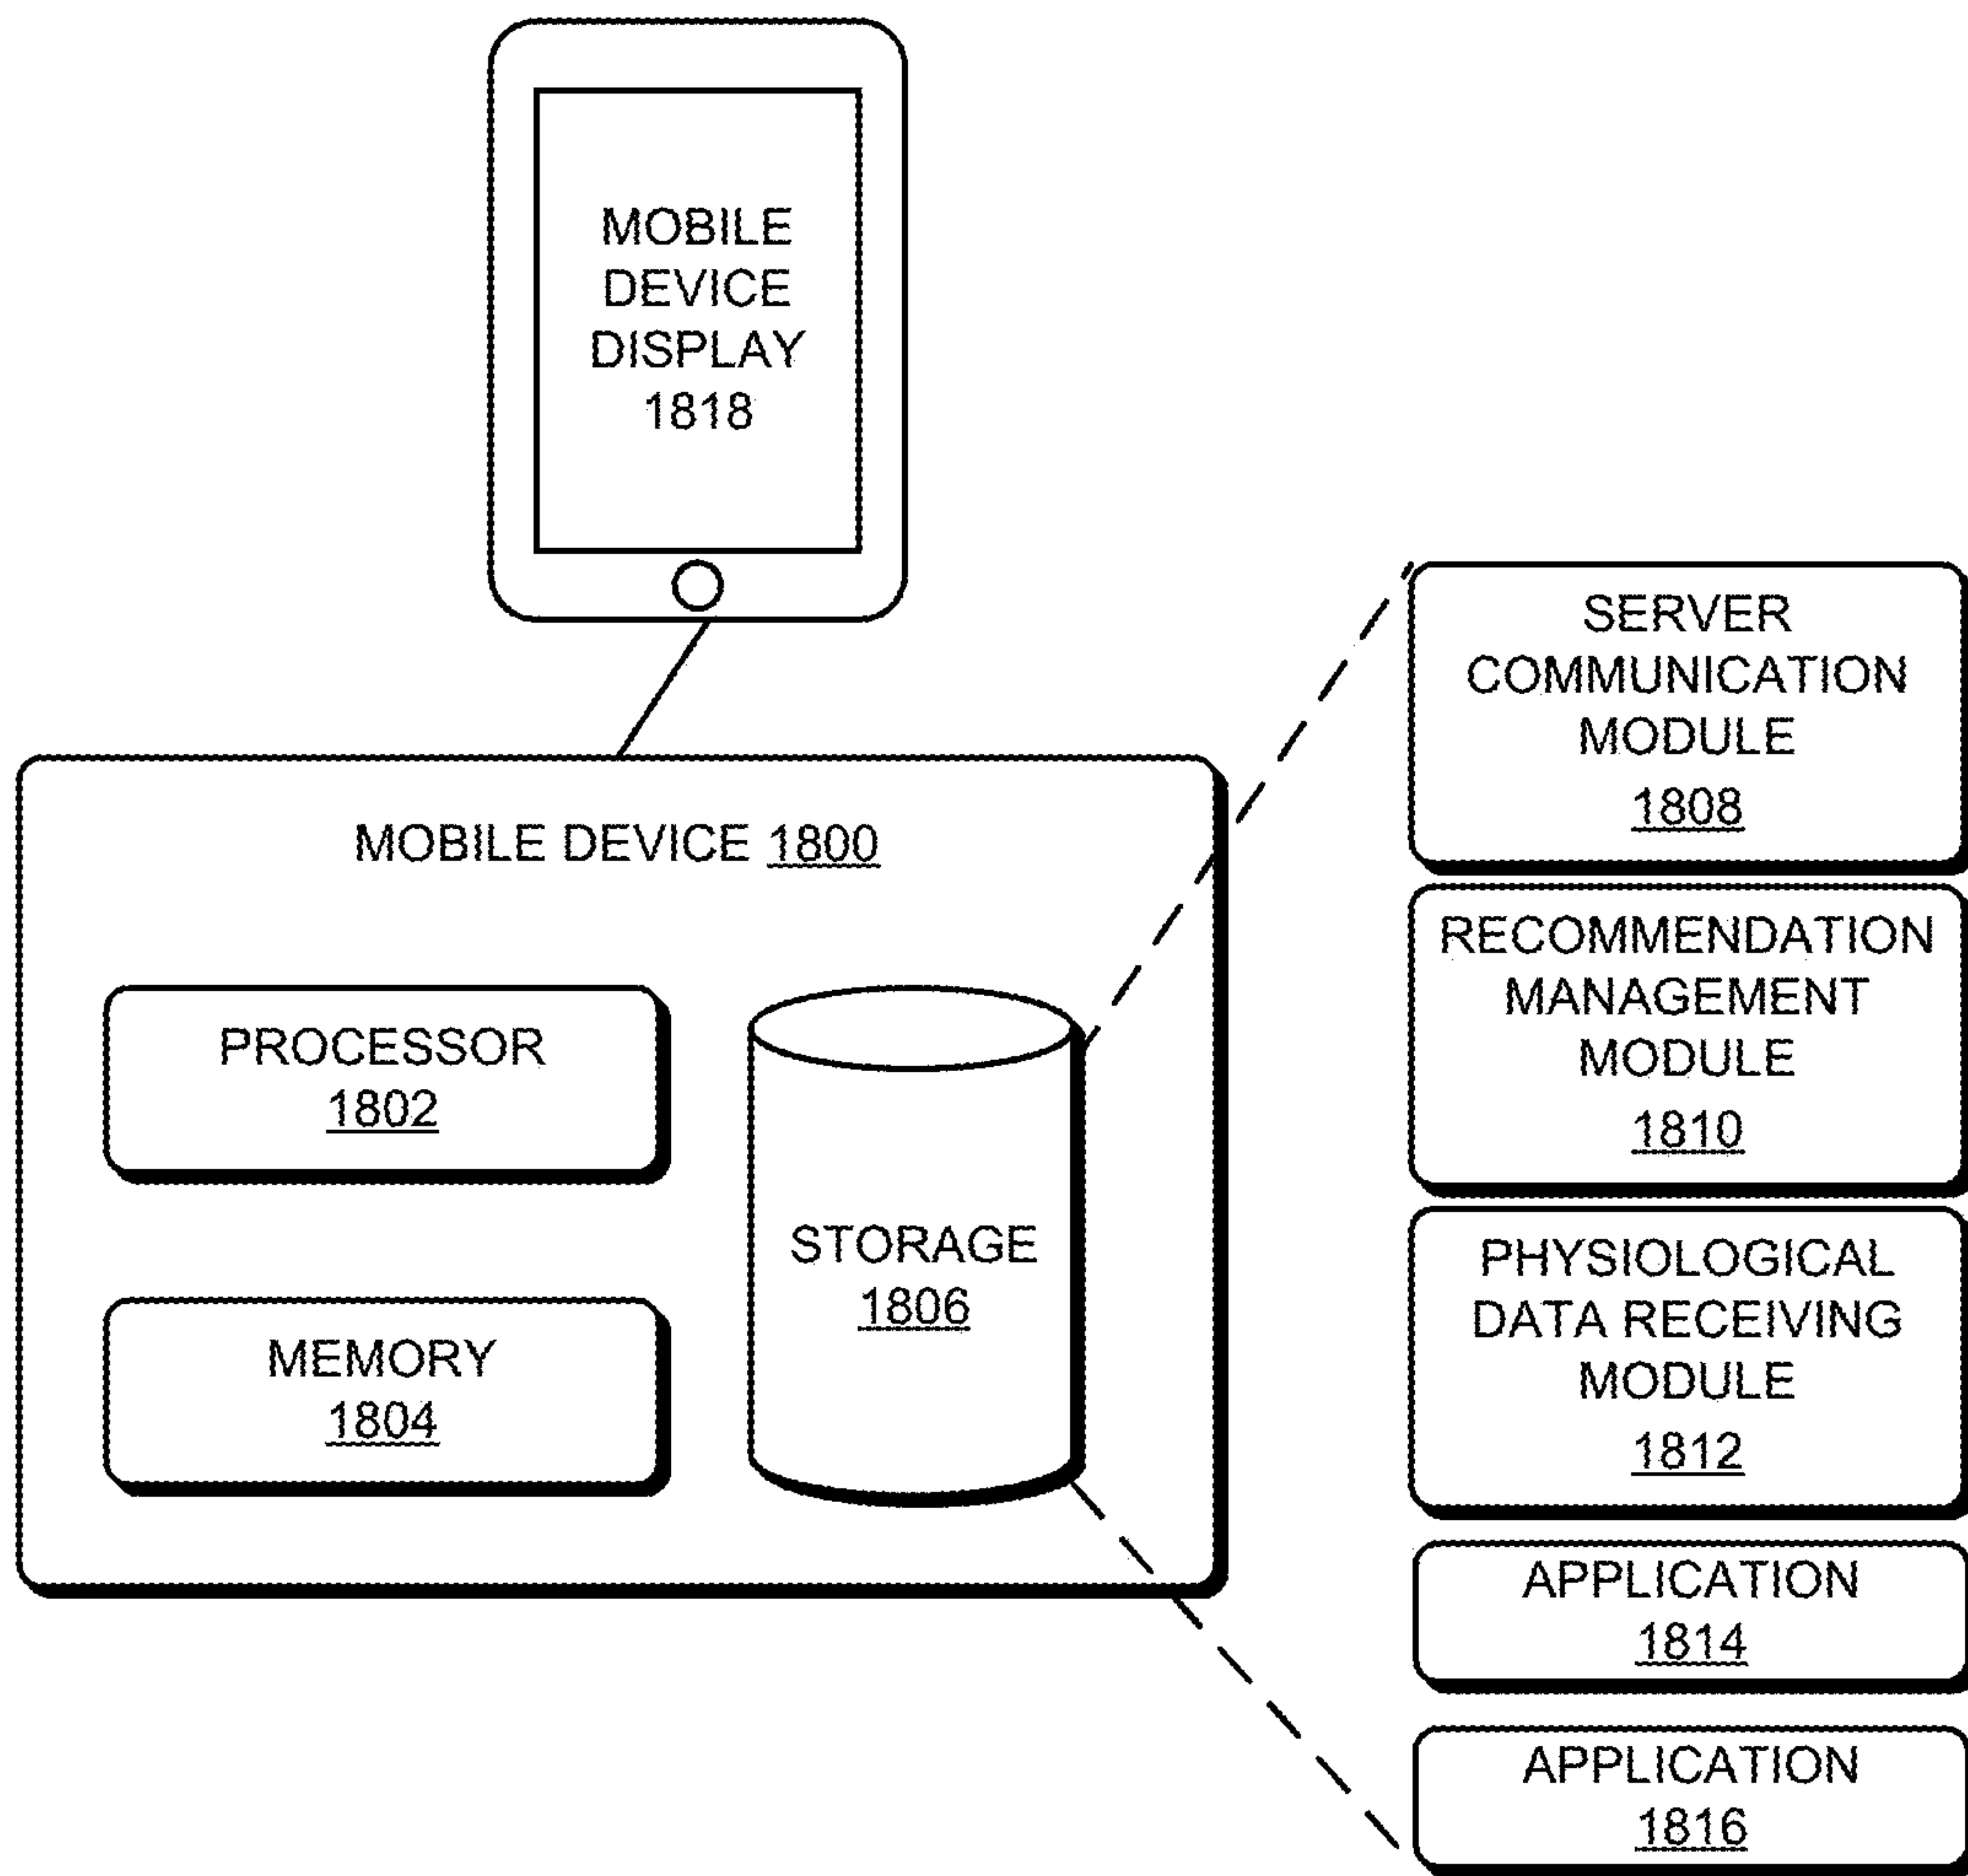 MOBILE
DEVICE
DISPLAY
1818
MOBILE DEVICE 1800
PROCESSOR
1802
MEMORY
1804
STORAGE
1806
SERVER
COMMUNICATION
MODULE
1808
RECOMMENDATION
MANAGEMENT
MODULE
1810
PHYSIOLOGICAL
DATA RECEIVING
MODULE
1812
APPLICATION
1814
APPLICATION
1816